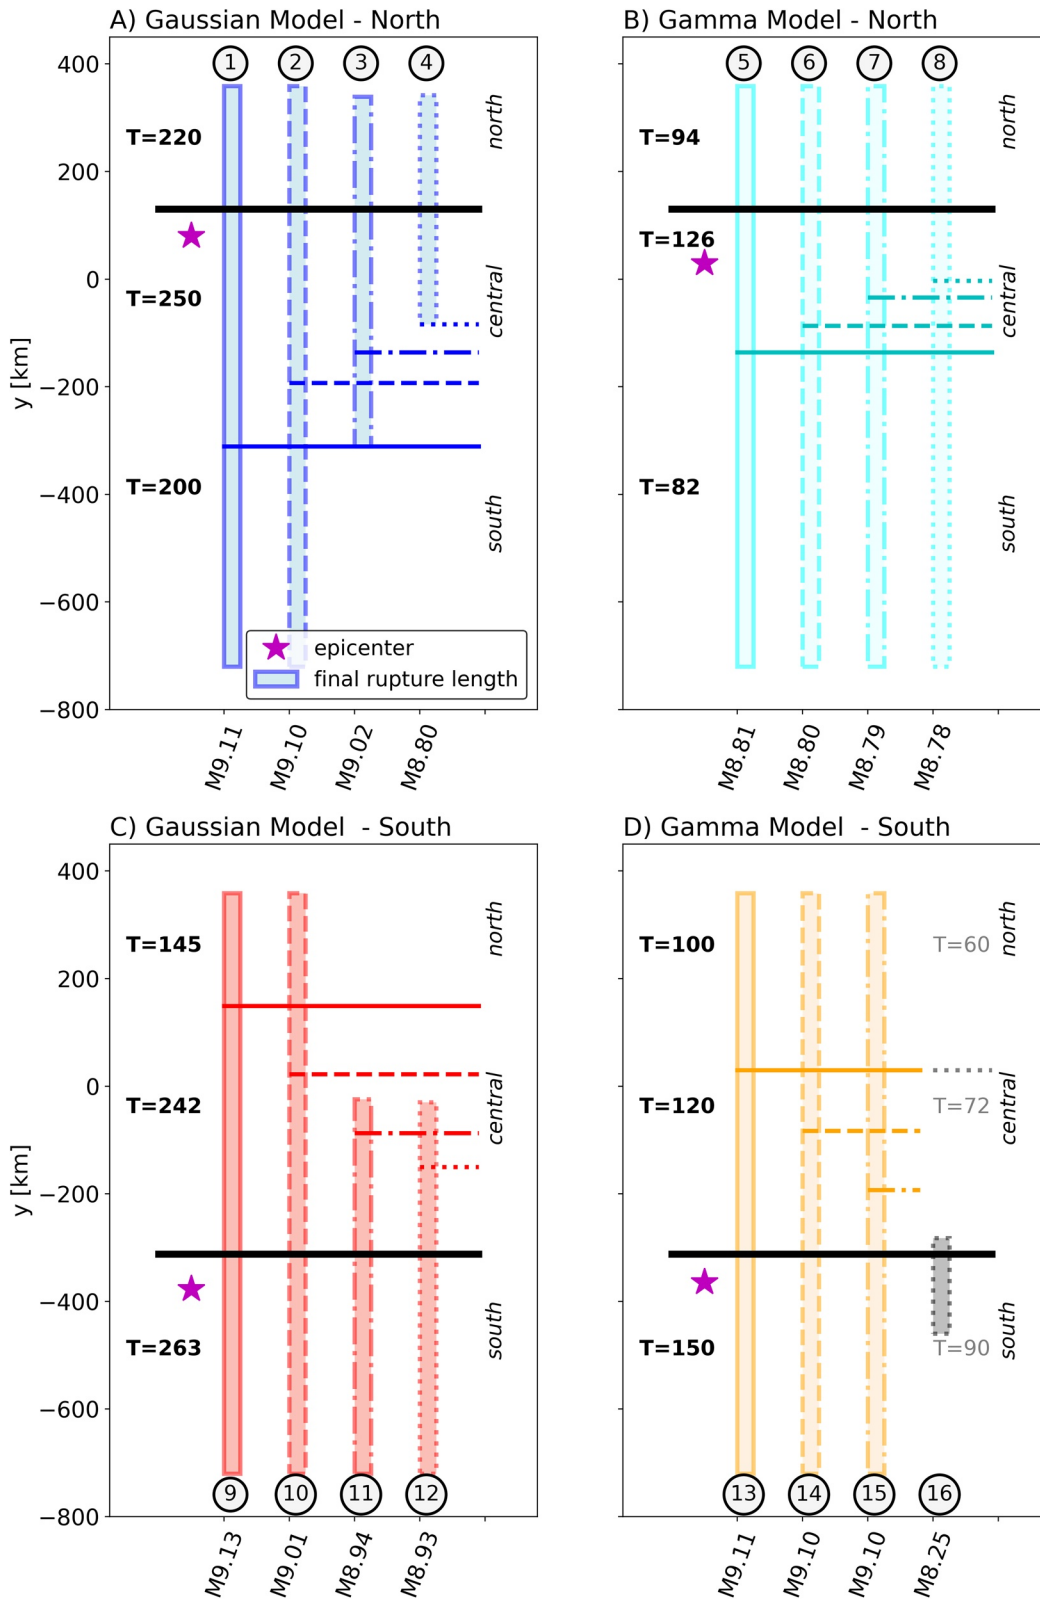 A) Gaussian Model - North
B) Gamma Model - North
400
200
0
−200
−400
−600
−800
y [km]
1
2
3
4
T=220
T=250
T=200
north
central
south
epicenter
final rupture length
M9.11
M9.10
M9.02
M8.80
5
6
7
8
T=94
T=126
T=82
north
central
south
M8.81
M8.80
M8.79
M8.78
C) Gaussian Model  - South
D) Gamma Model  - South
400
200
0
−200
−400
−600
−800
y [km]
T=145
T=242
T=263
north
central
south
9
10
11
12
M9.13
M9.01
M8.94
M8.93
T=100
T=120
T=150
T=60
T=72
T=90
north
central
south
13
14
15
16
M9.11
M9.10
M9.10
M8.25